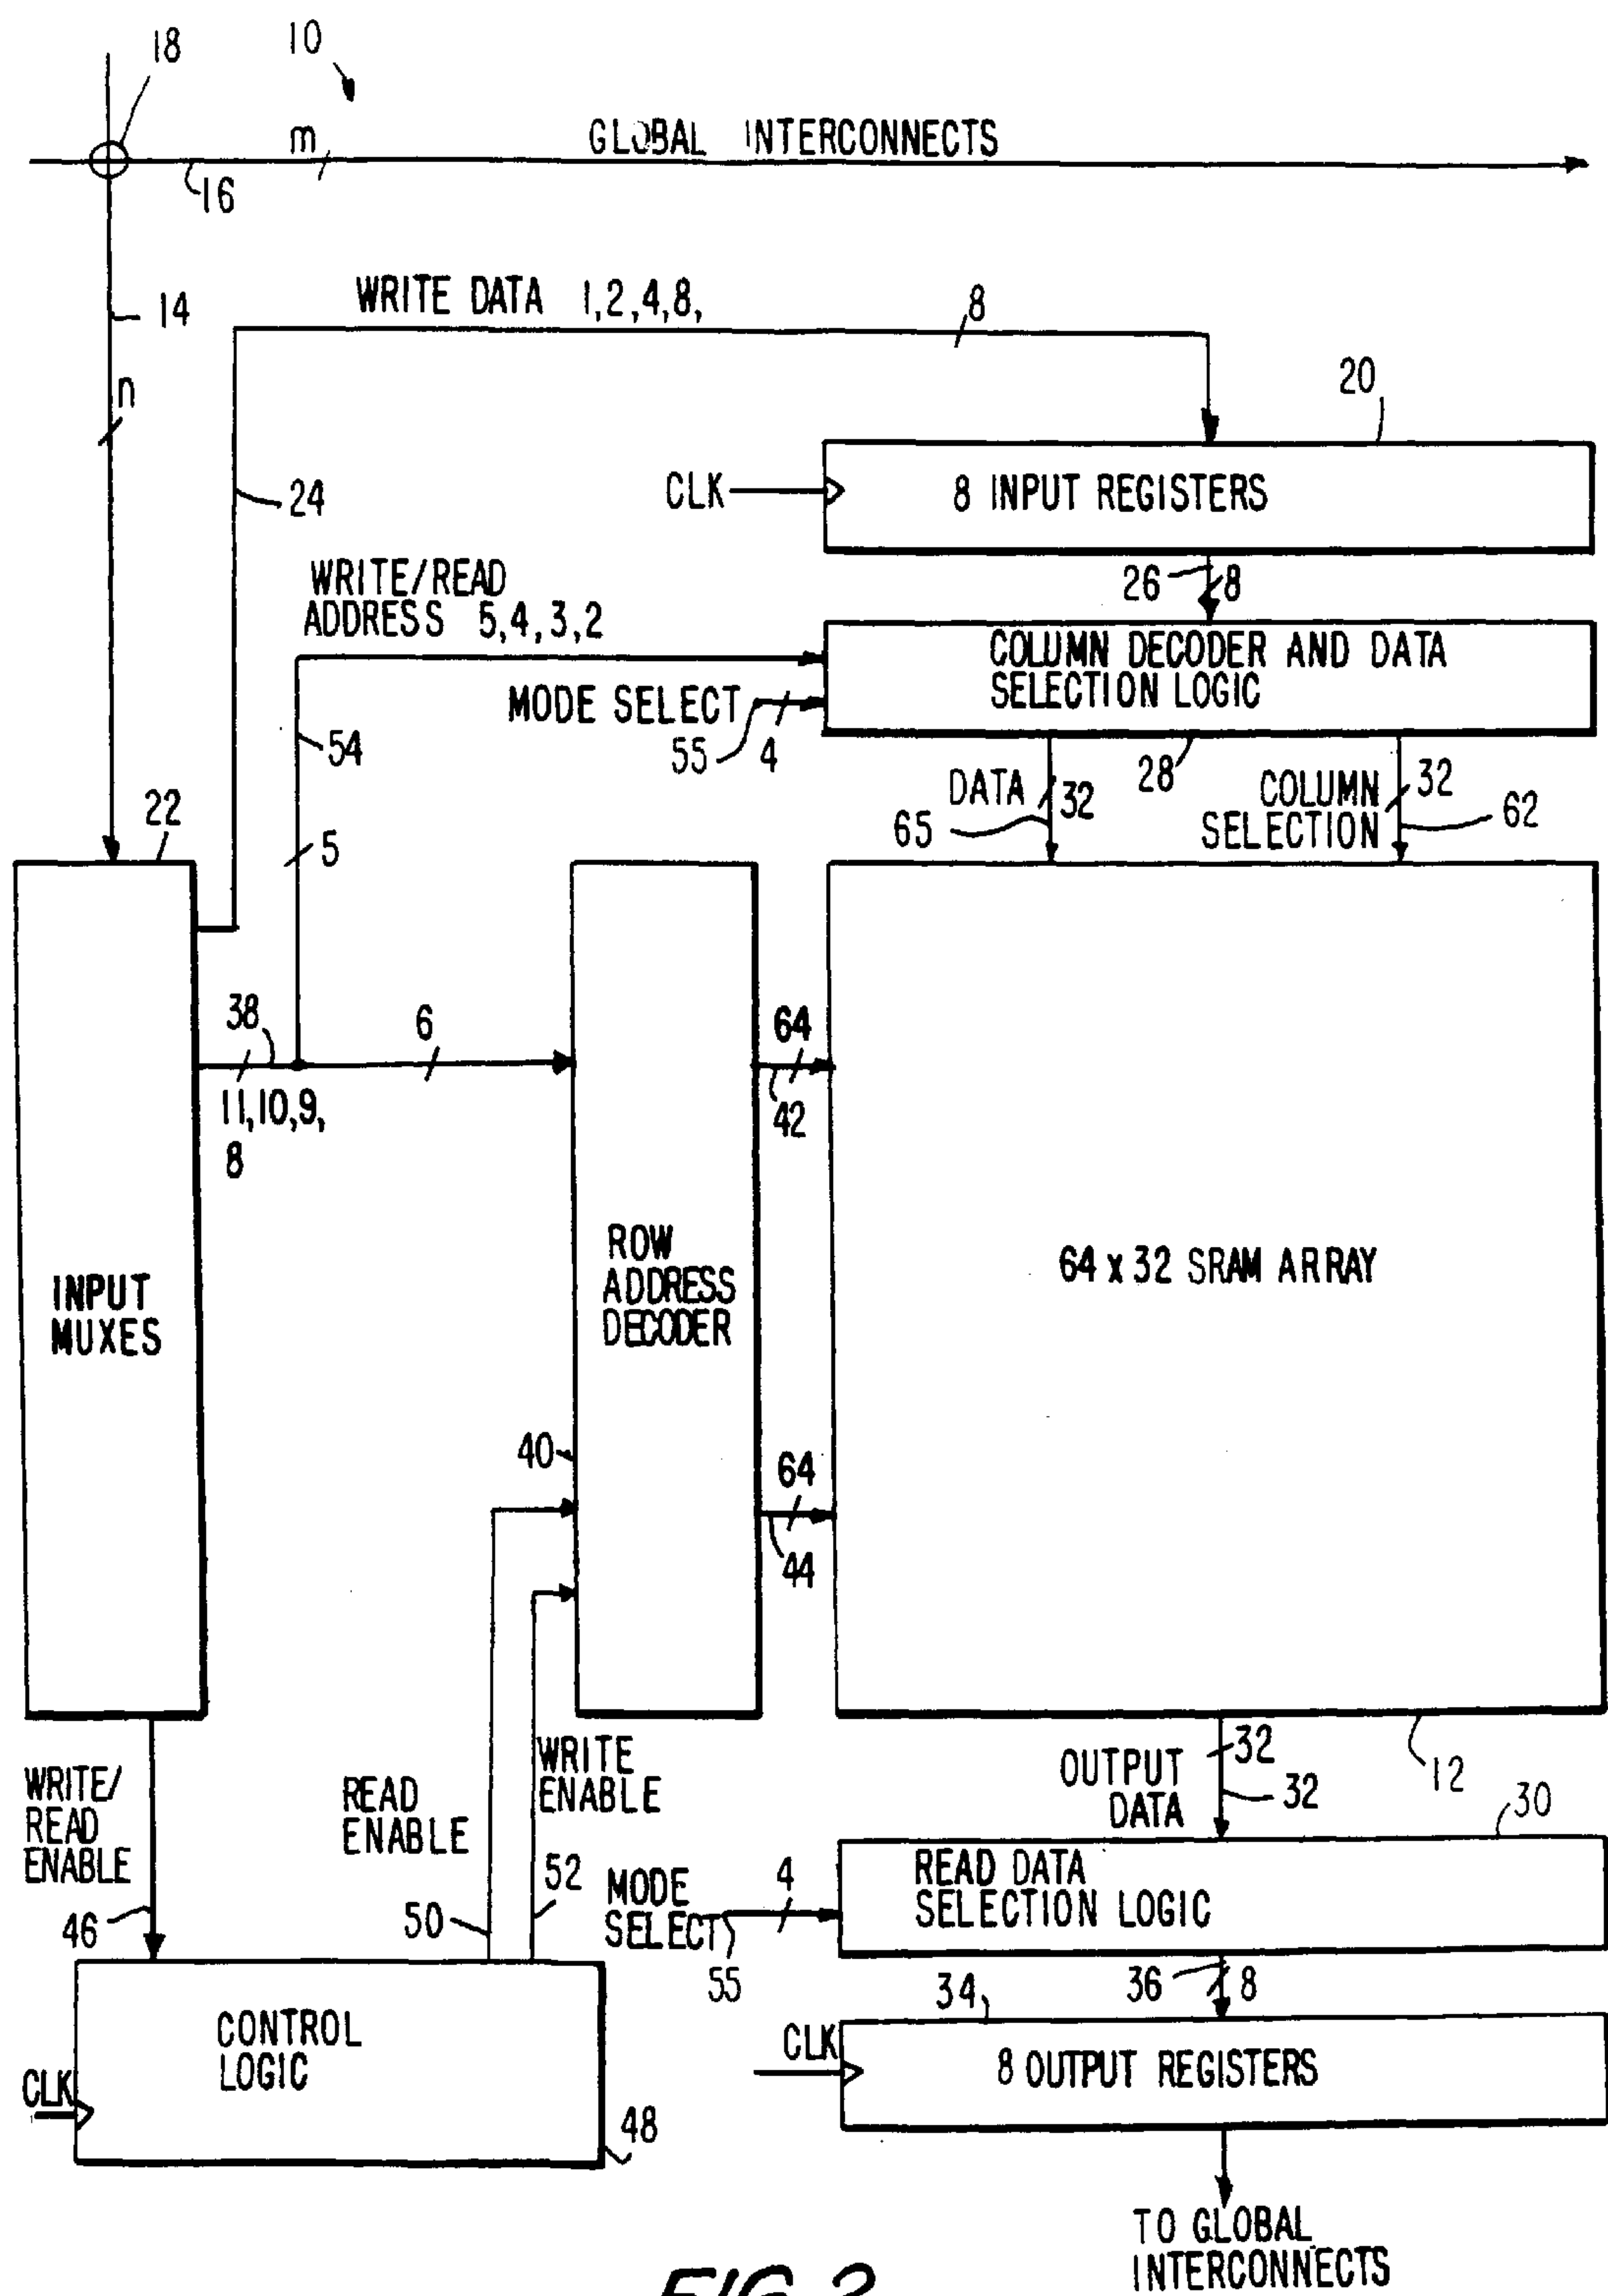 18
10
m
GLOBAL INTERCONNECTS
16
14
WRITE DATA 1,2,4,8,
8
n
20
24
CLK
8 INPUT REGISTERS
26
8
WRITE/READ
ADDRESS 5,4,3,2
COLUMN DECODER AND DATA
SELECTION LOGIC
MODE SELECT
55
4
54
28
DATA
32
65
COLUMN
SELECTION
32
62
22
5
38
6
11,10,9,
8
64
42
INPUT
MUXES
ROW
ADDRESS
DECODER
64 x 32 SRAM ARRAY
40
64
44
WRITE/
READ
ENABLE
46
READ
ENABLE
50
WRITE
ENABLE
52
OUTPUT
DATA
32
32
12
30
MODE
SELECT
4
55
READ DATA
SELECTION LOGIC
36
8
34
CONTROL
LOGIC
CLK
48
CLK
8 OUTPUT REGISTERS
TO GLOBAL
INTERCONNECTS